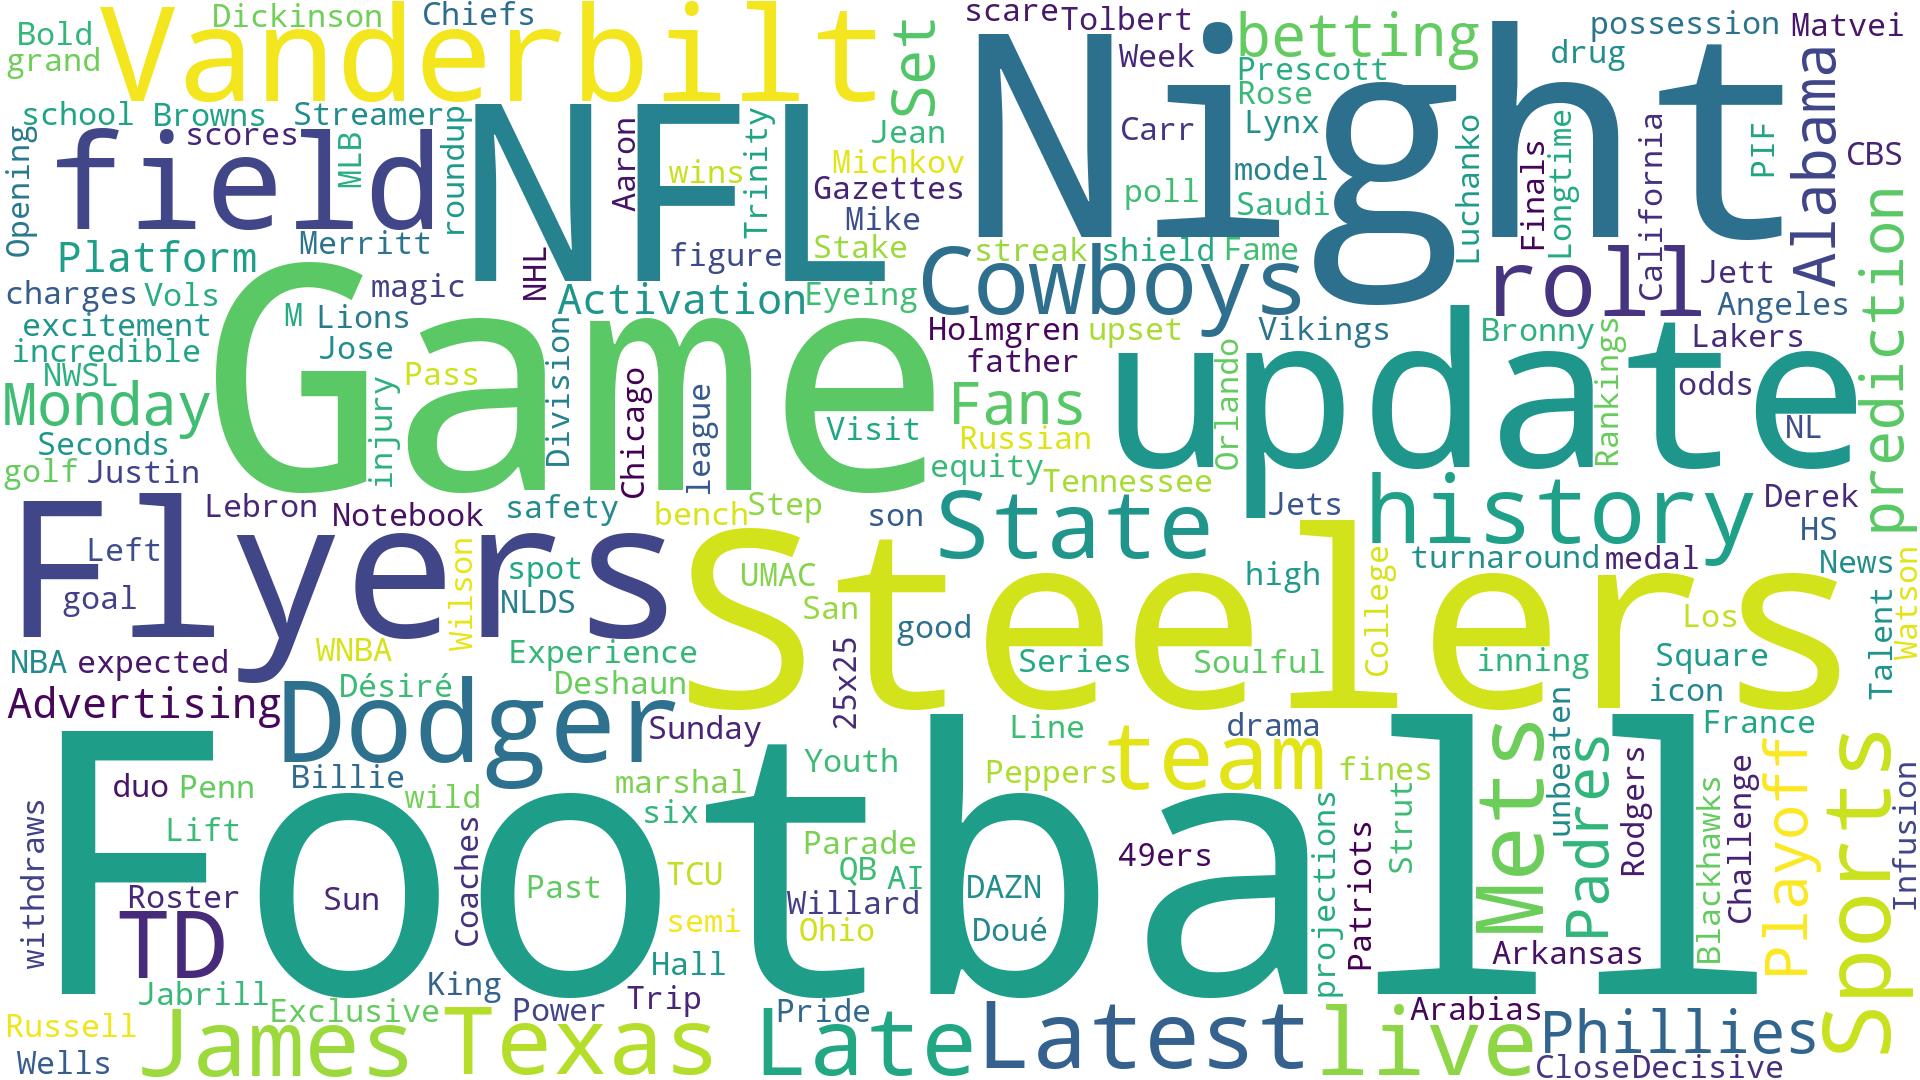 Bold
Dickinson
Chiefs
grand
Vanderbilt
Set
scare
Tolbert
Week
Night
betting
Prescott
Rose
Lynx
possession
drug
Matvei
school
Browns
Streamer
scores
Opening
field
MLB
roundup
NFL
Aaron
wins
Trinity
Jean
Michkov
Gazettes
Mike
Stake
figure
Carr
poll
model
Saudi
Luchanko
Finals
Longtime
California
PIF
Alabama
CBS
prediction
Platform
Merritt
charges
Vols
magic
NHL
Activation
Eyeing
streak
shield
Fame
Cowboys
roll
Jett
Angeles
excitement
M
Lions
incredible
Jose
NWSL
Monday
Game
Pass
injury
Division
Chicago
league
Visit
Holmgren
upset
father
Vikings
Fans
Russian
equity
Tennessee
Orlando
update
Bronny
Rankings
Lakers
odds
NL
Seconds
golf
Justin
Flyers
Lebron
Notebook
safety
bench
Step
son
State
Jets
history
Derek
HS
Left
goal
Wilson
spot
NLDS
UMAC
San
Steelers
good
high
College
turnaround
medal
News
Talent
Watson
Los
NBA
expected
WNBA
Experience
Series
Soulful
inning
Square
icon
Advertising
Désiré
Deshaun
25x25
Dodger
Sunday
Line
drama
team
France
Billie
wild
marshal
six
Youth
Peppers
fines
Mets
unbeaten
Padres
Rodgers
Blackhawks
Challenge
Playoff
Sports
Infusion
duo
Penn
Lift
withdraws
Football
Roster
Sun
TD
Coaches
Past
TCU
semi
Parade
QB
AI
Willard
Ohio
DAZN
Doué
49ers
projections
Patriots
Strut
Arkansas
Jabrill
King
Hall
Exclusive
Power
Trip
Pride
Arabias
Russell
Wells
James
Texas
Late
Latest
live
Phillies
Close
Decisive